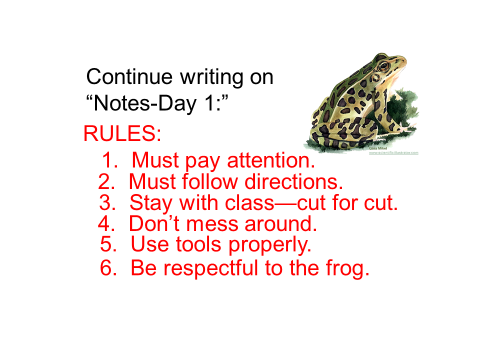 Continue writing on
“Notes-Day 1:”
RULES:
1. Must pay attention.
2. Must follow directions.
3. Stay with class—cut for cut.
4. Don’t mess around.
5. Use tools properly.
6. Be respectful to the frog.